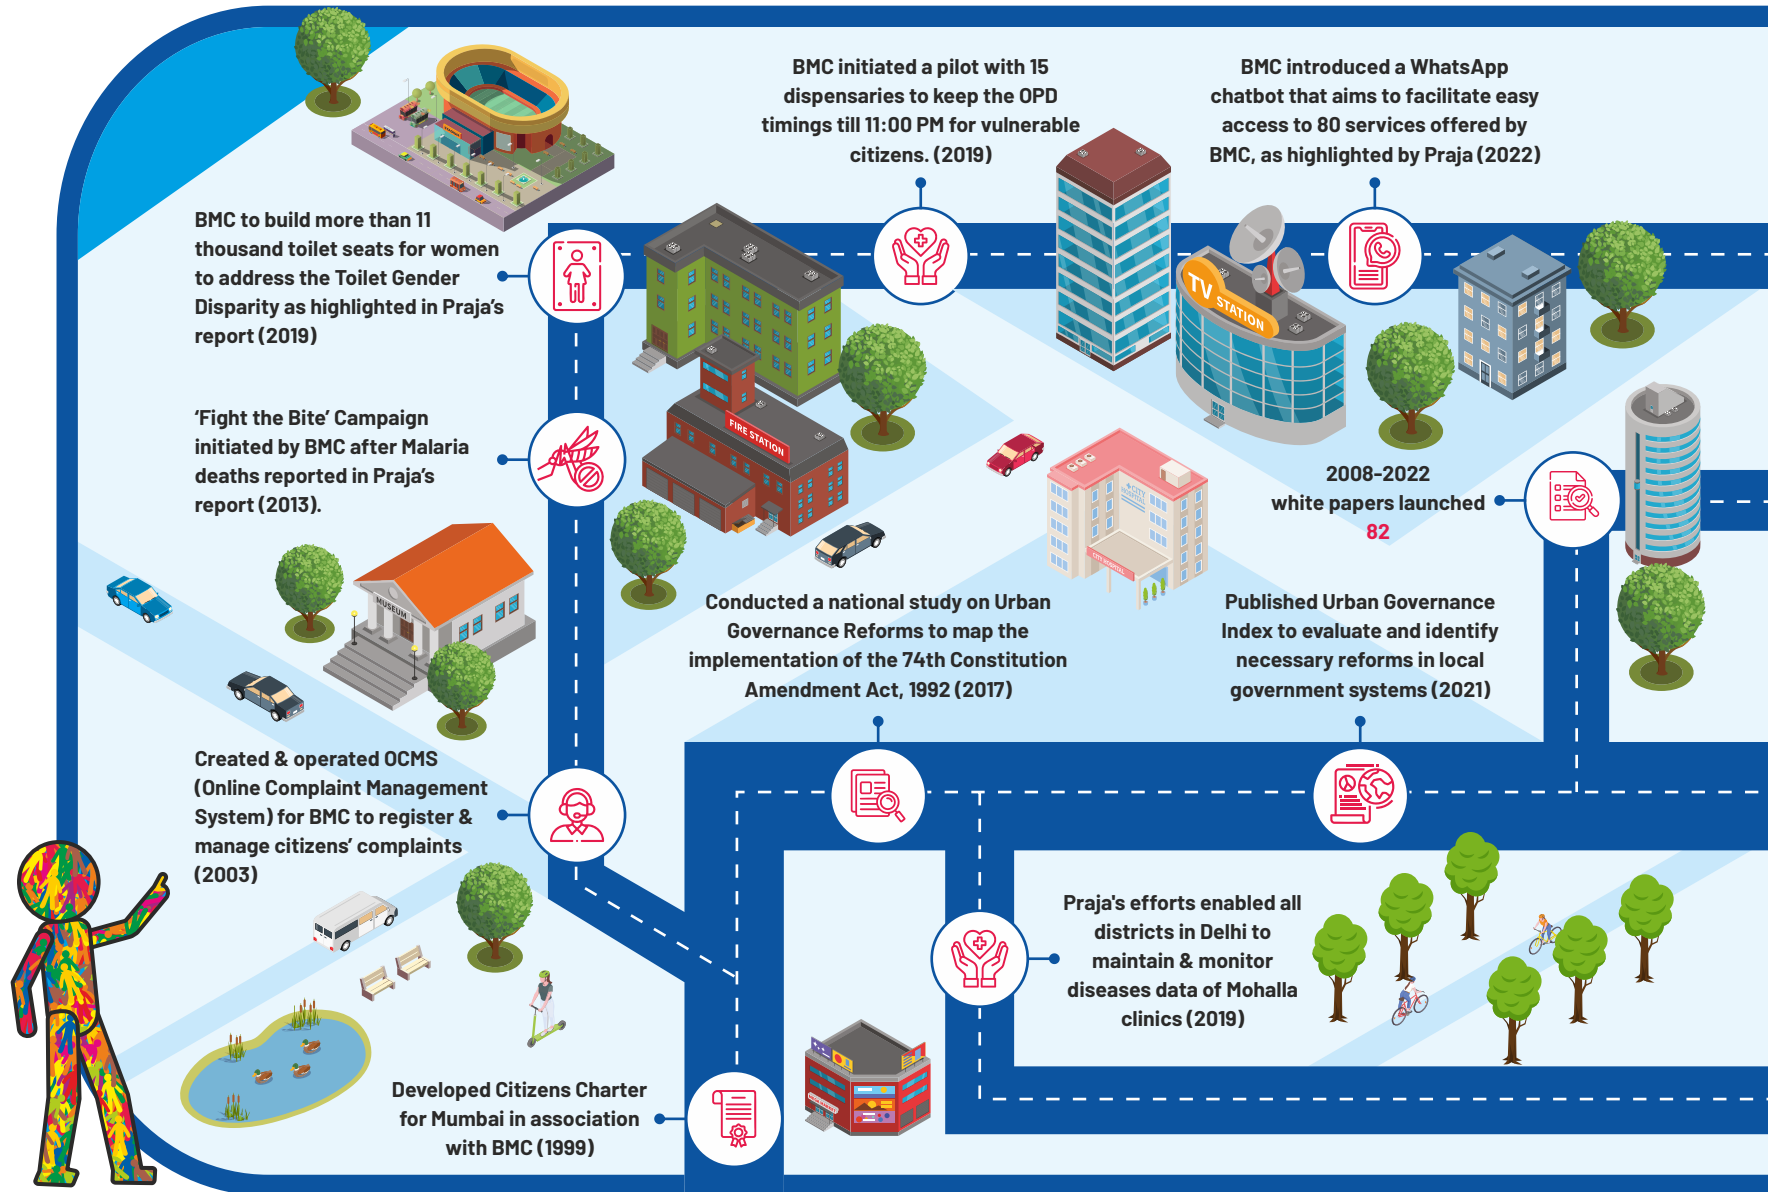 BMC initiated a pilot with 15
dispensaries to keep the OPD
timings till 11:00 PM for vulnerable
citizens. (2019)
BMC introduced a WhatsApp
chatbot that aims to facilitate easy
access to 80 services offered by
BMC, as highlighted by Praja (2022)
BMC to build more than 11
thousand toilet seats for women
to address the Toilet Gender
Disparity as highlighted in Praja's
report (2019)
TV
STATION
'Fight the Bite' Campaign
initiated by BMC after Malaria
deaths reported in Praja's
report (2013).
FIRE STATION
CITY
HOSPITAL
CITY HOSPITAL
2008-2022
white papers launched
82
MUSEUM
Conducted a national study on Urban
Governance Reforms to map the
implementation of the 74th Constitution
Amendment Act, 1992 (2017)
Published Urban Governance
Index to evaluate and identify
necessary reforms in local
government systems (2021)
Created & operated OCMS
(Online Complaint Management
System) for BMC to register &
manage citizens' complaints
(2003)
Praja's efforts enabled all
districts in Delhi to
maintain & monitor
diseases data of Mohalla
clinics (2019)
Developed Citizens Charter
for Mumbai in association
with BMC (1999)